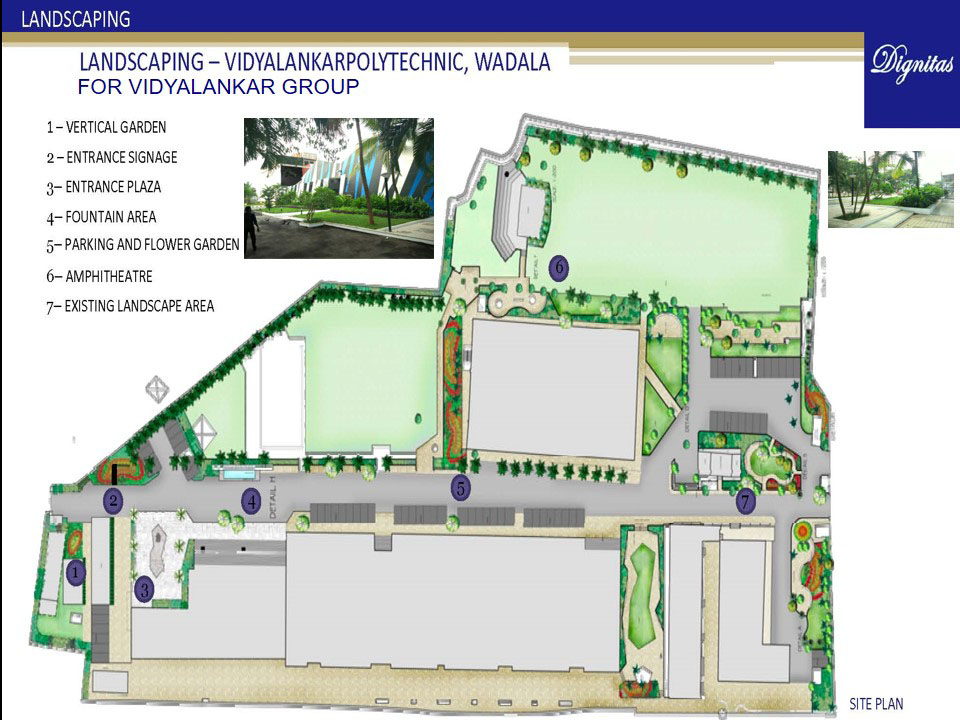 LANDSCAPING
LANDSCAPING – VIDYALANKARPOLYTECHNIC, WADALA
FOR VIDYALANKAR GROUP
Dignitas
1 – VERTICAL GARDEN
2 – ENTRANCE SIGNAGE
3– ENTRANCE PLAZA
4– FOUNTAIN AREA
5– PARKING AND FLOWER GARDEN
6– AMPHITHEATRE
7– EXISTING LANDSCAPE AREA
6
5
7
4
2
DETAIL H
1
3
SITE PLAN